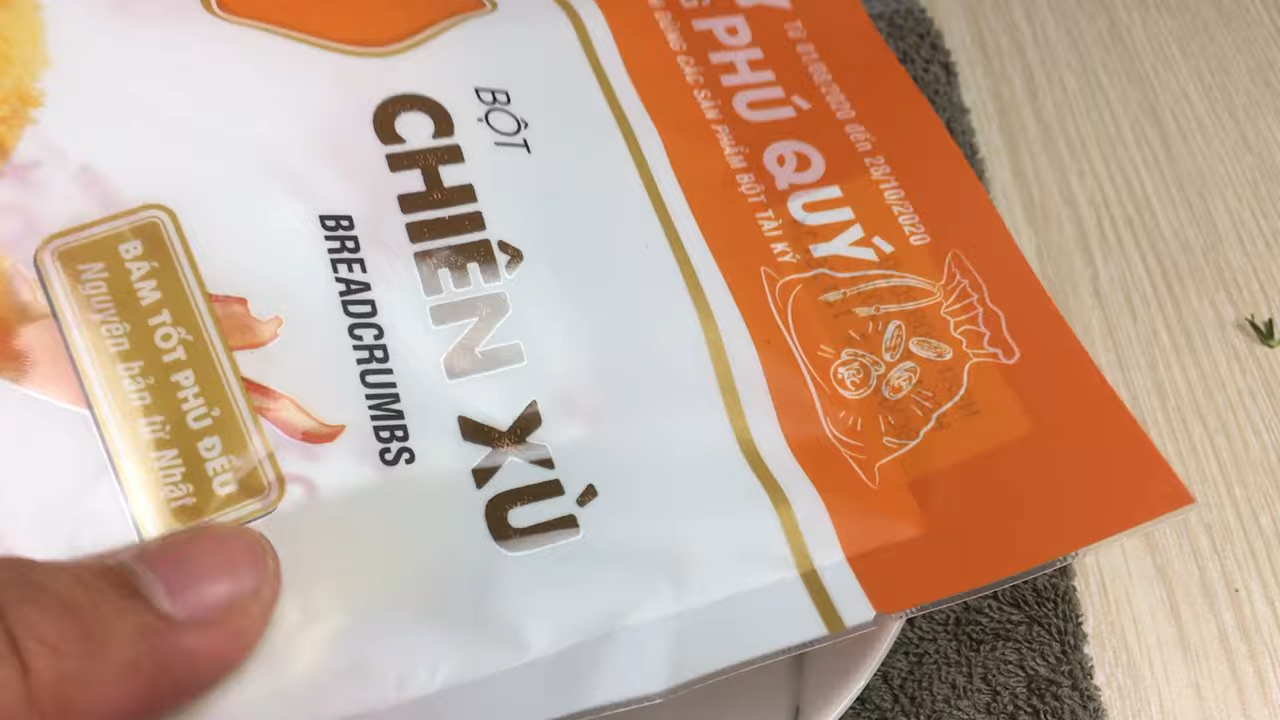 Từ 01/08/2020 đến 28/10/2020
PHÚ QUÝ
DÙNG CÁC SẢN PHẨM BỘT TÀI KÝ
BỘT
CHIÊN XÙ
BREADCRUMBS
BÁM TỐT PHỦ ĐỀU
Nguyên bản từ Nhật